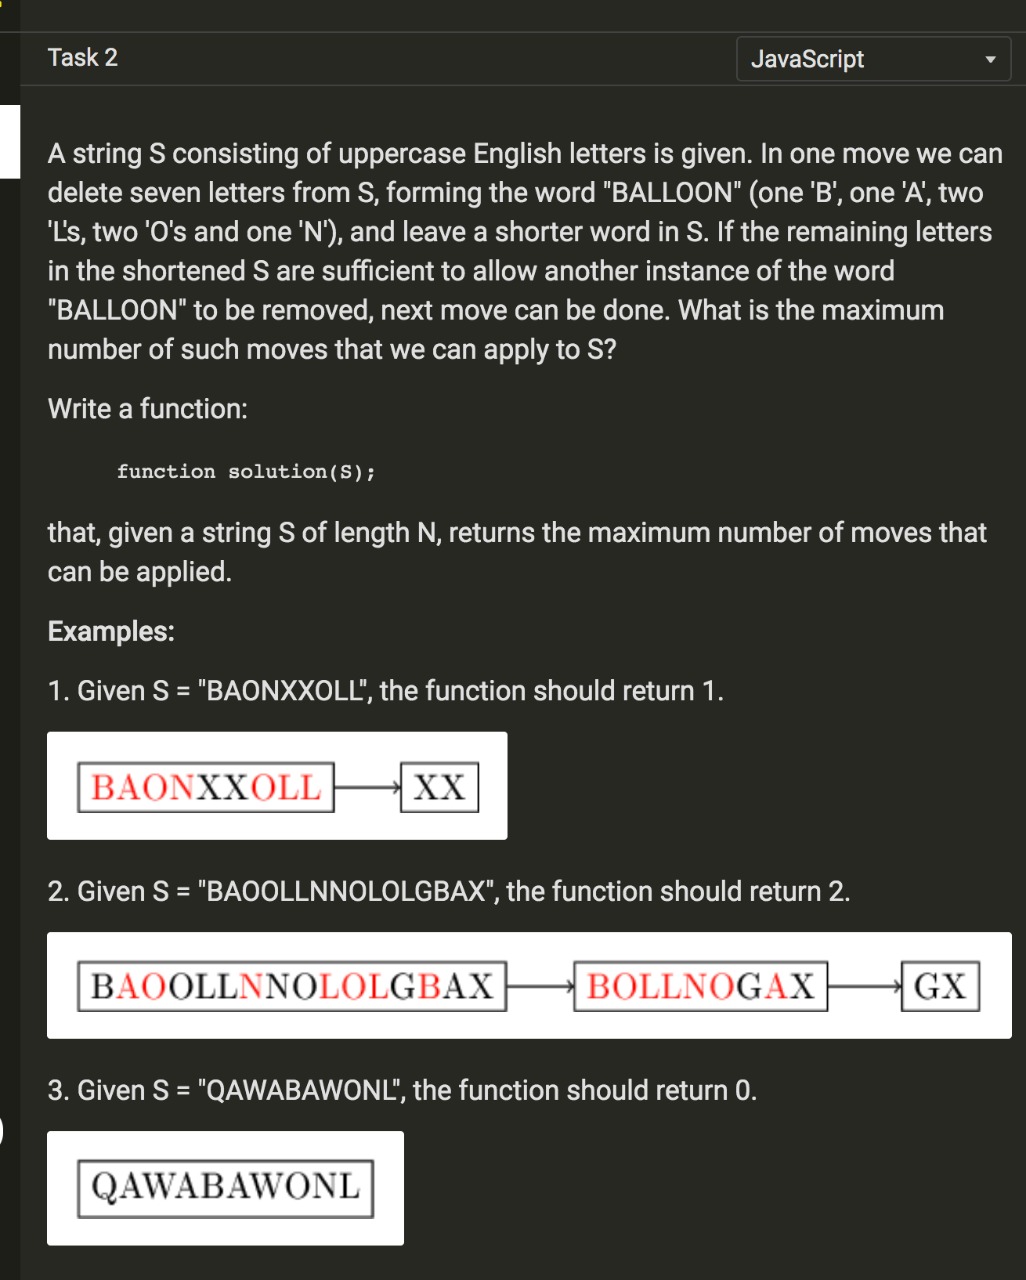 Task 2
JavaScript
A string S consisting of uppercase English letters is given. In one move we can
delete seven letters from S, forming the word "BALLOON" (one 'B', one 'A', two
'L's, two 'O's and one 'N'), and leave a shorter word in S. If the remaining letters
in the shortened S are sufficient to allow another instance of the word
"BALLOON" to be removed, next move can be done. What is the maximum
number of such moves that we can apply to S?
Write a function:
function solution(S);
that, given a string S of length N, returns the maximum number of moves that
can be applied.
Examples:
1. Given S = "BAONXXOLL", the function should return 1.
BAONXXOLL XX
2. Given S = "BAOOLLNNOLOLGBAX", the function should return 2.
BAOOLLNNOLOLGBAX BOLLNOGAX GX
3. Given S = "QAWABAWONL", the function should return 0.
QAWABAWONL